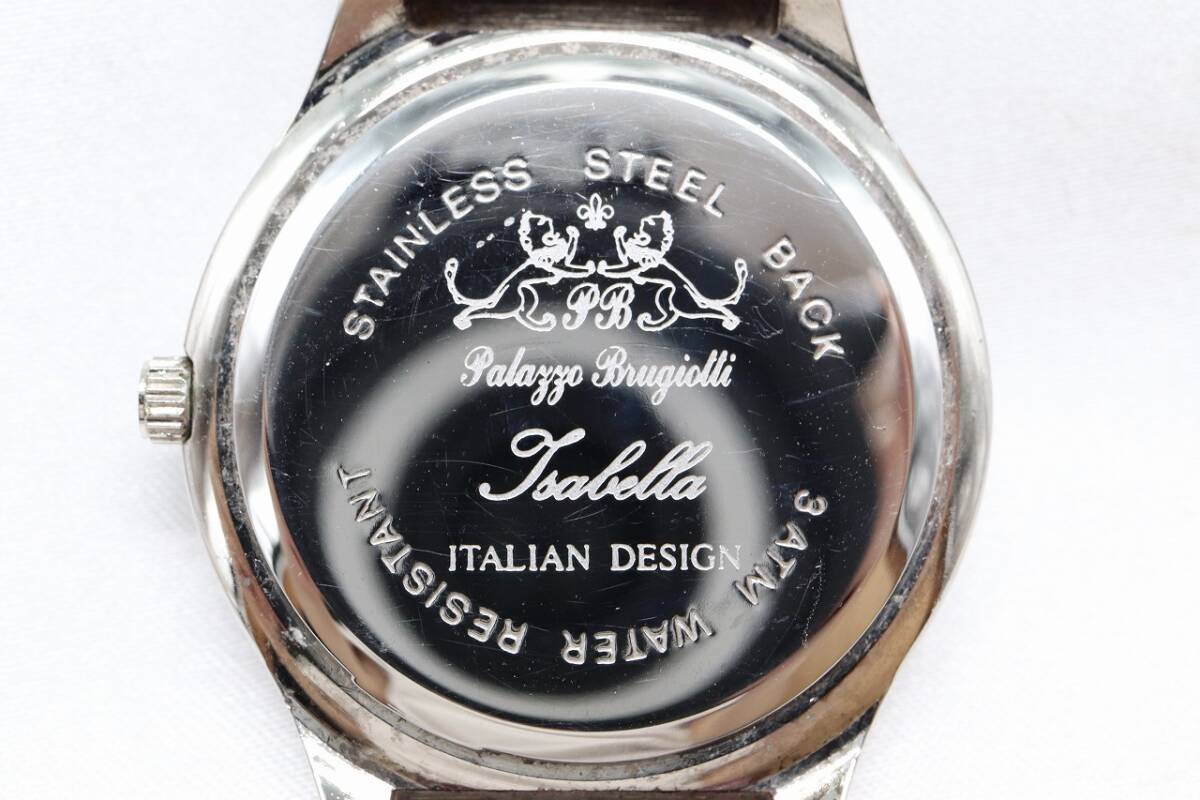 STAINLESS STEEL BACK
PB
Palazzo Brugiotti
Isabella
ITALIAN DESIGN
3 ATM WATER RESISTANT